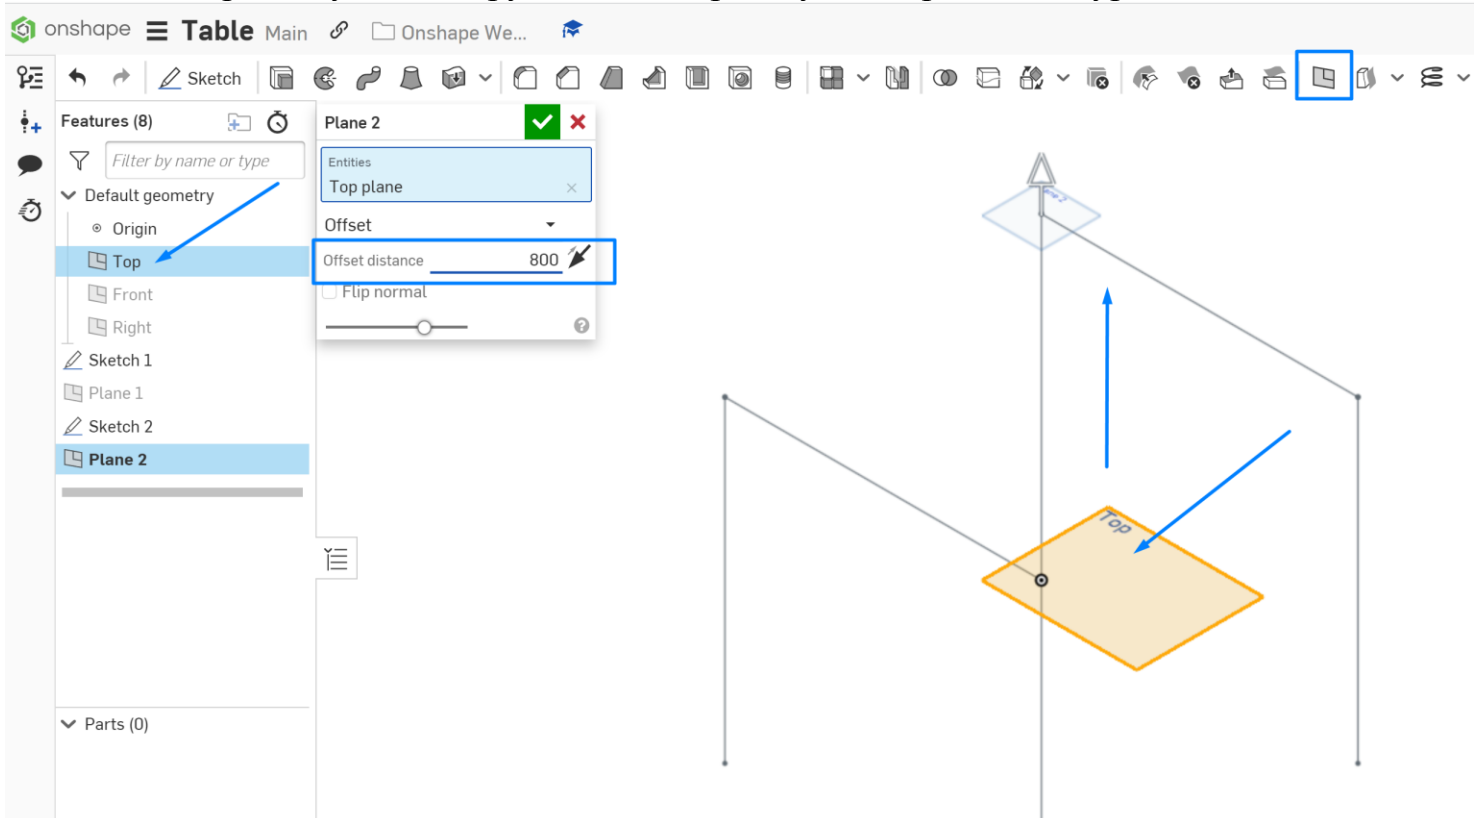 onshape Table Main Onshape We...
Sketch
Features (8)
Filter by name or type
Default geometry
Origin
Top
Front
Right
Sketch 1
Plane 1
Sketch 2
Plane 2
Parts (0)
Plane 2
Entities
Top plane
Offset
Offset distance 800
Flip normal
Top